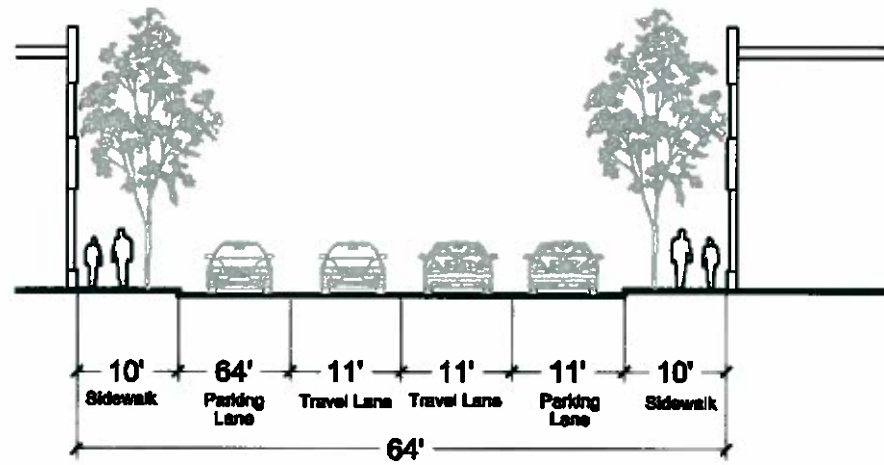 10' 64' 11' 11' 11' 10'
Sidewalk Parking Lane Travel Lane Travel Lane Parking Lane Sidewalk
64'